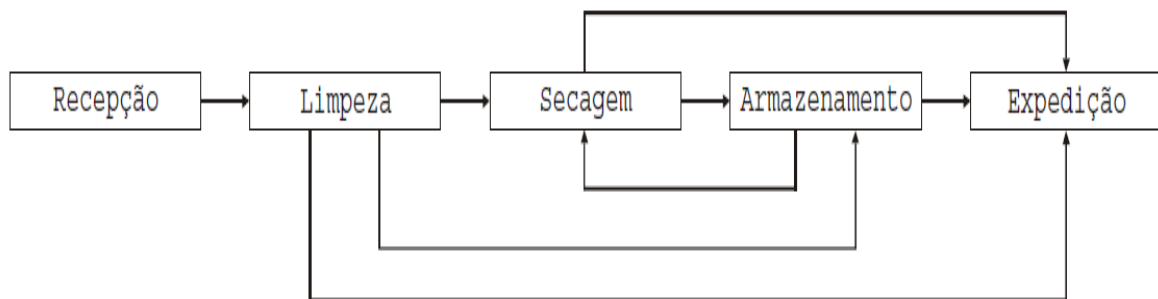 Recepção
Limpeza
Secagem
Armazenamento
Expedição